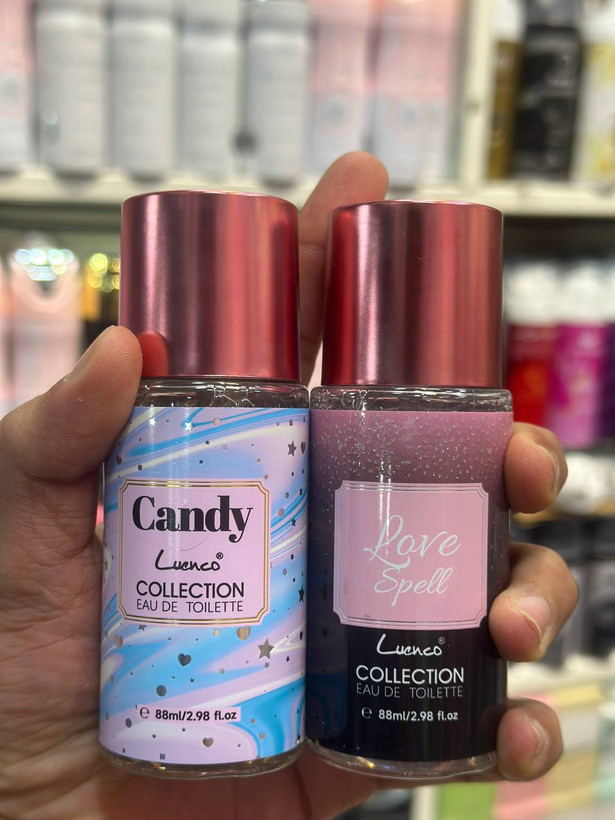 Candy
Luenco®
COLLECTION
EAU DE TOILETTE
℮ 88ml/2.98 fl.oz
Love
Spell
Luenco®
COLLECTION
EAU DE TOILETTE
℮ 88ml/2.98 fl.oz